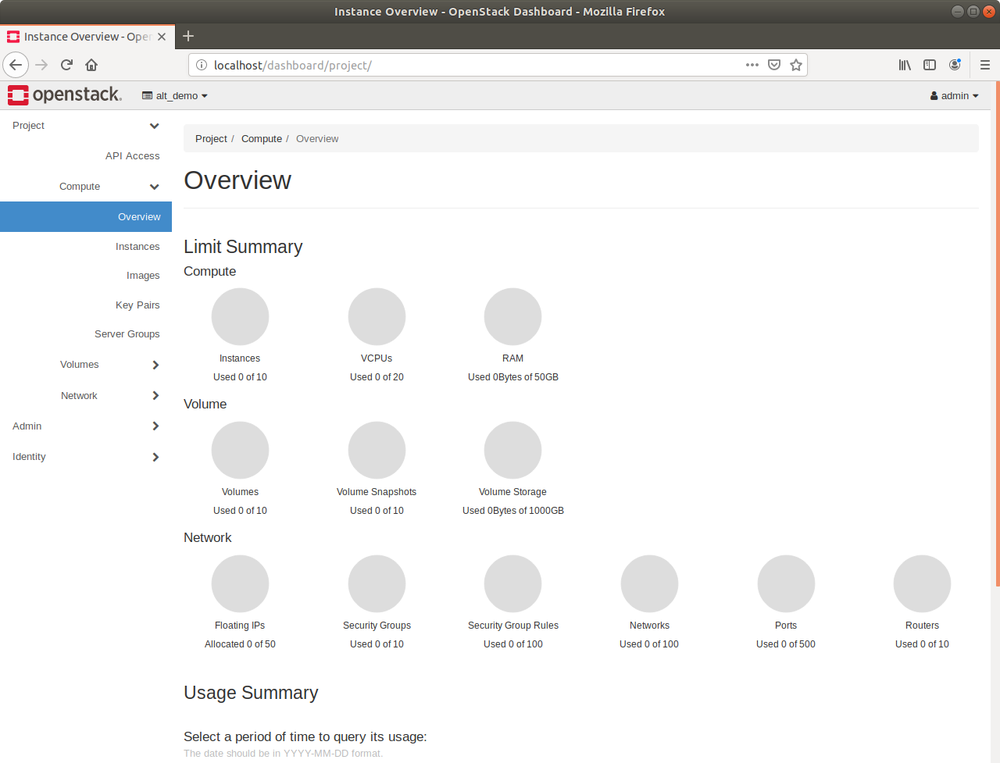 Instance Overview - OpenStack Dashboard - Mozilla Firefox
Instance Overview - Open
localhost/dashboard/project/
openstack.
alt_demo
admin
Project
API Access
Compute
Overview
Instances
Images
Key Pairs
Server Groups
Volumes
Network
Admin
Identity
Project / Compute / Overview
Overview
Limit Summary
Compute
Instances VCPUs RAM
Used 0 of 10 Used 0 of 20 Used 0Bytes of 50GB
Volume
Volumes Volume Snapshots Volume Storage
Used 0 of 10 Used 0 of 10 Used 0Bytes of 1000GB
Network
Floating IPs Security Groups Security Group Rules Networks Ports Routers
Allocated 0 of 50 Used 0 of 10 Used 0 of 100 Used 0 of 100 Used 0 of 500 Used 0 of 10
Usage Summary
Select a period of time to query its usage:
The date should be in YYYY-MM-DD format.